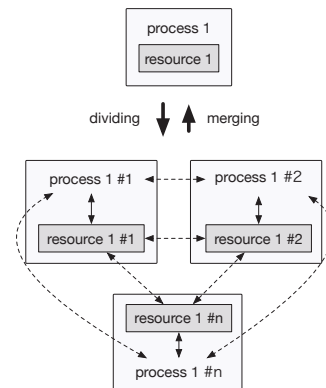 process 1
resource 1
dividing
merging
process 1 #1
process 1 #2
resource 1 #1
resource 1 #2
resource 1 #n
process 1 #n